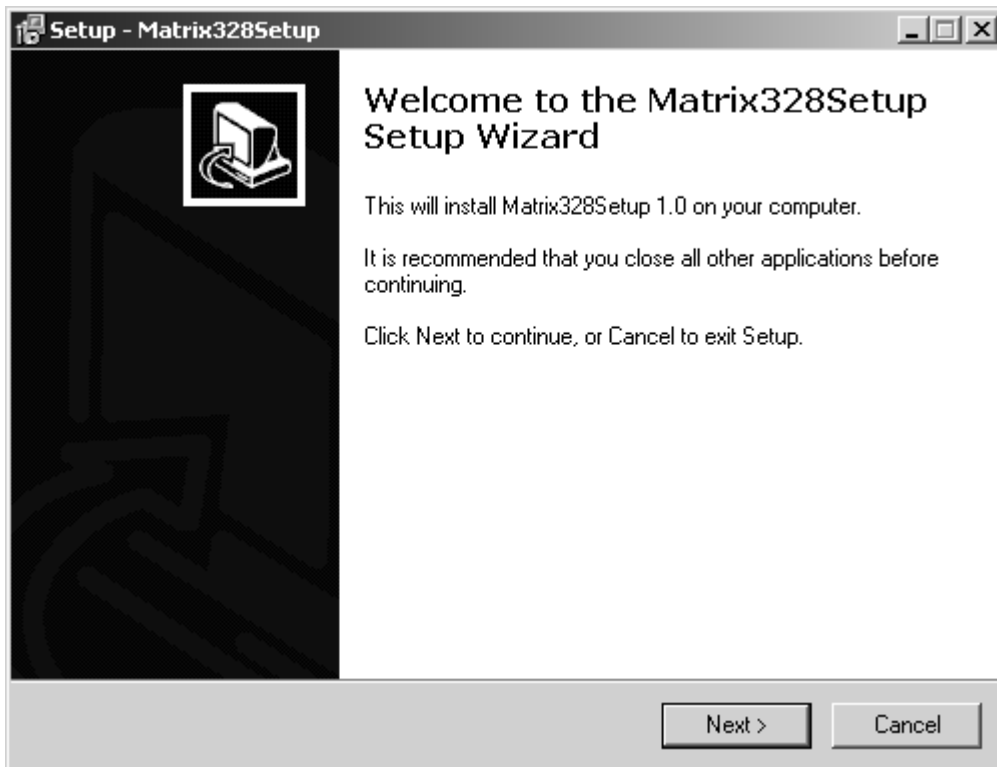 Setup - Matrix328Setup
Welcome to the Matrix328Setup
Setup Wizard
This will install Matrix328Setup 1.0 on your computer.
It is recommended that you close all other applications before
continuing.
Click Next to continue, or Cancel to exit Setup.
Next >
Cancel